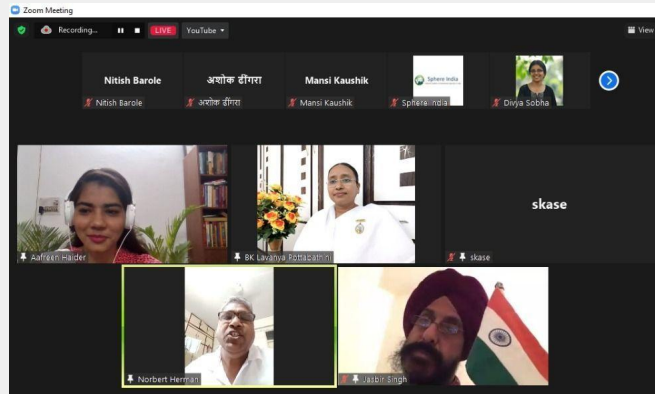 Zoom Meeting
Recording...
LIVE
YouTube
View
Nitish Barole
अशोक ढींगरा
Mansi Kaushik
Sphere India
Nitish Barole
अशोक ढींगरा
Mansi Kaushik
Sphere India
Divya Sobha
skase
Aafreen Haider
BK Lavanya Pottabathini
skase
Norbert Herman
Jasbir Singh